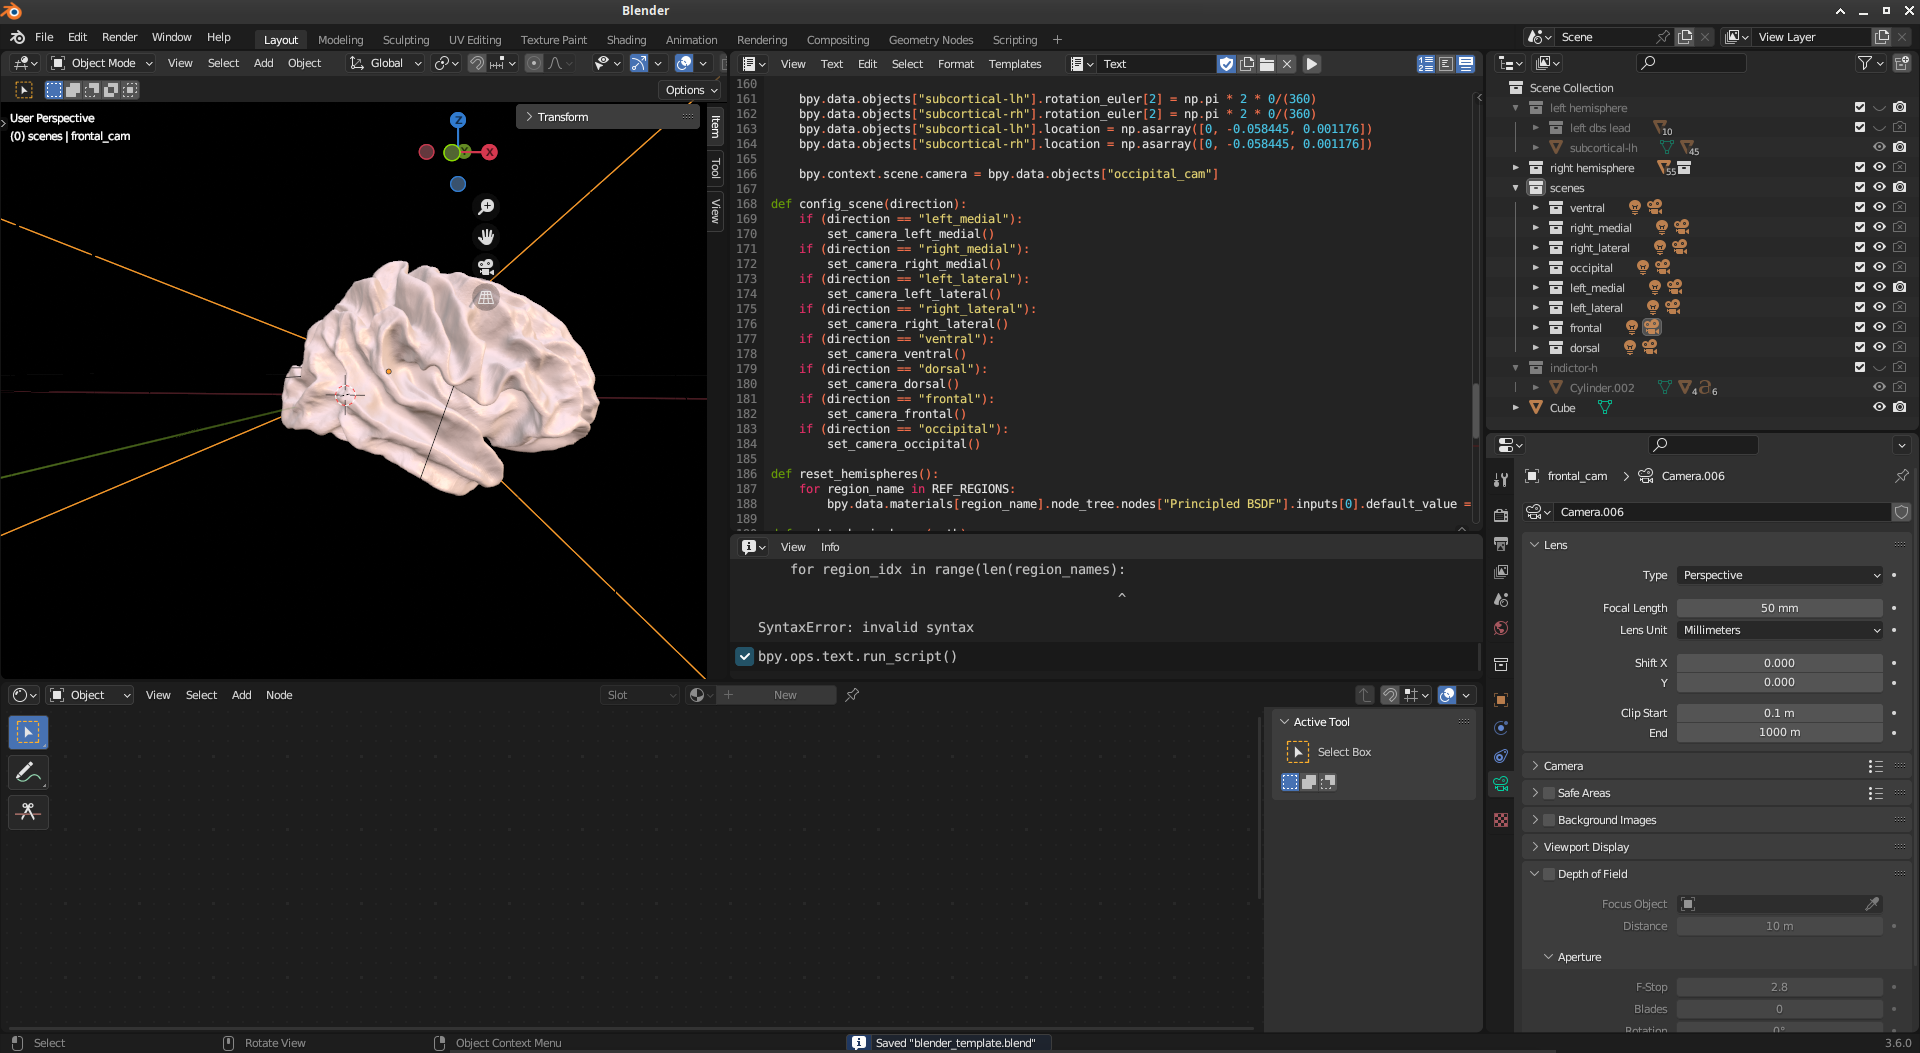 Blender
File Edit Render Window Help Layout Modeling Sculpting UV Editing Texture Paint Shading Animation Rendering Compositing Geometry Nodes Scripting + Scene View Layer
Object Mode View Select Add Object Global
Options
User Perspective
(0) scenes | frontal_cam
Transform
Item
Tool
View
Z
X
View Text Edit Select Format Templates Text
160
161 bpy.data.objects["subcortical-lh"].rotation_euler[2] = np.pi * 2 * 0/(360)
162 bpy.data.objects["subcortical-rh"].rotation_euler[2] = np.pi * 2 * 0/(360)
163 bpy.data.objects["subcortical-lh"].location = np.asarray([0, -0.058445, 0.001176])
164 bpy.data.objects["subcortical-rh"].location = np.asarray([0, -0.058445, 0.001176])
165
166 bpy.context.scene.camera = bpy.data.objects["occipital_cam"]
167
168 def config_scene(direction):
169 if (direction == "left_medial"):
170 set_camera_left_medial()
171 if (direction == "right_medial"):
172 set_camera_right_medial()
173 if (direction == "left_lateral"):
174 set_camera_left_lateral()
175 if (direction == "right_lateral"):
176 set_camera_right_lateral()
177 if (direction == "ventral"):
178 set_camera_ventral()
179 if (direction == "dorsal"):
180 set_camera_dorsal()
181 if (direction == "frontal"):
182 set_camera_frontal()
183 if (direction == "occipital"):
184 set_camera_occipital()
185
186 def reset_hemispheres():
187 for region_name in REF_REGIONS:
188 bpy.data.materials[region_name].node_tree.nodes["Principled BSDF"].inputs[0].default_value =
189
View Info
for region_idx in range(len(region_names):
^
SyntaxError: invalid syntax
bpy.ops.text.run_script()
Scene Collection
left hemisphere
left dbs lead 10
subcortical-lh 45
right hemisphere 55
scenes
ventral
right_medial
right_lateral
occipital
left_medial
left_lateral
frontal
dorsal
indictor-h
Cylinder.002 4 a 6
Cube
frontal_cam > Camera.006
Camera.006
Lens
Type Perspective
Focal Length 50 mm
Lens Unit Millimeters
Shift X 0.000
Y 0.000
Clip Start 0.1 m
End 1000 m
Camera
Safe Areas
Background Images
Viewport Display
Depth of Field
Focus Object
Distance 10 m
Aperture
F-Stop 2.8
Blades 0
Rotation 0°
Object View Select Add Node Slot New
Active Tool
Select Box
Select Rotate View Object Context Menu Saved "blender_template.blend" 3.6.0